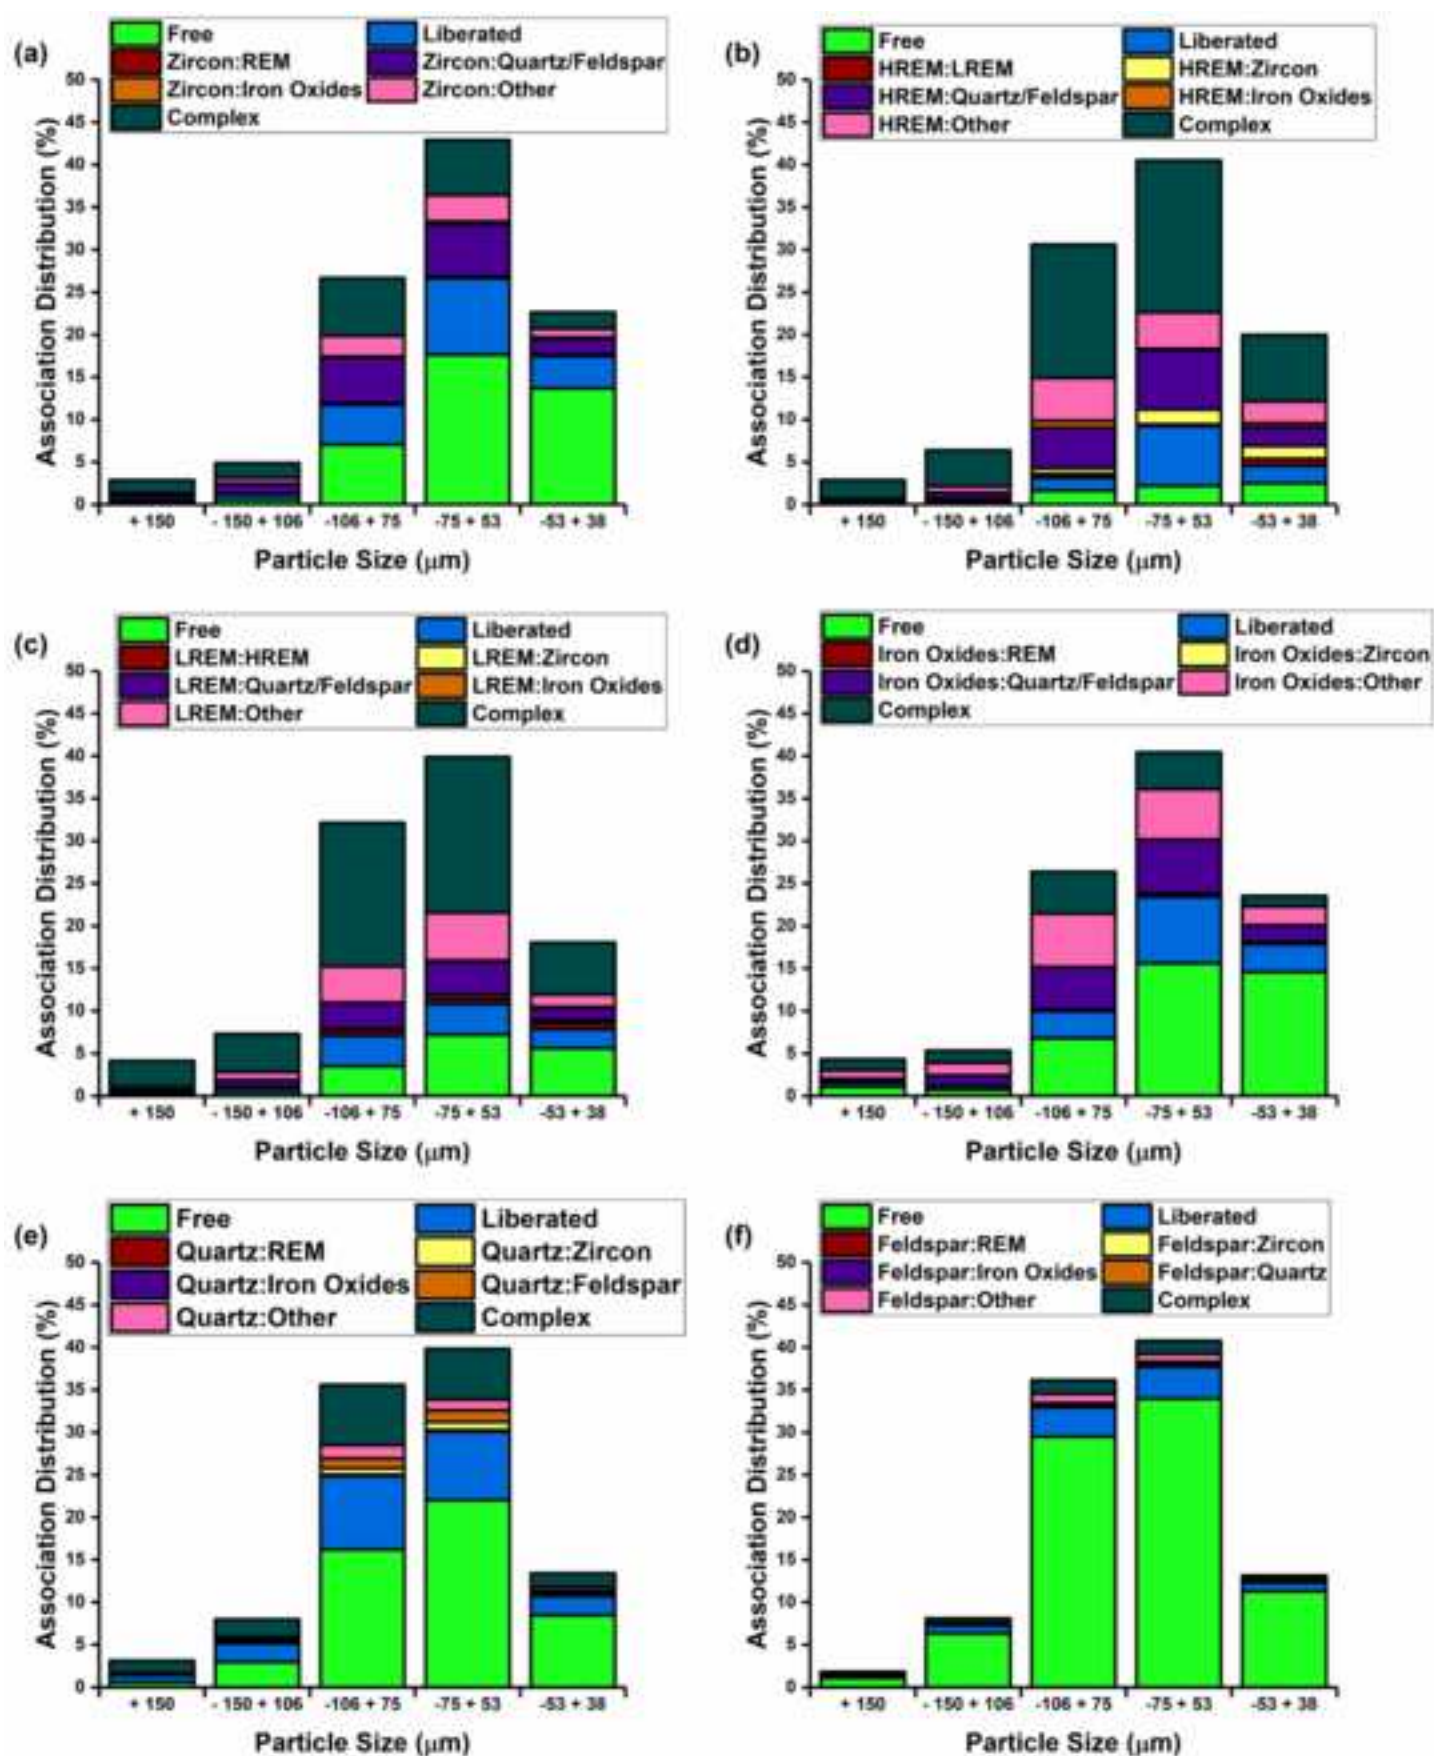 (a)
Free Liberated
Zircon:REM Zircon:Quartz/Feldspar
Zircon:Iron Oxides Zircon:Other
Complex
Association Distribution (%)
50
45
40
35
30
25
20
15
10
5
0
+ 150 - 150 + 106 -106 + 75 -75 + 53 -53 + 38
Particle Size (μm)
(b)
Free Liberated
HREM:LREM HREM:Zircon
HREM:Quartz/Feldspar HREM:Iron Oxides
HREM:Other Complex
Association Distribution (%)
50
45
40
35
30
25
20
15
10
5
0
+ 150 - 150 + 106 -106 + 75 -75 + 53 -53 + 38
Particle Size (μm)
(c)
Free Liberated
LREM:HREM LREM:Zircon
LREM:Quartz/Feldspar LREM:Iron Oxides
LREM:Other Complex
Association Distribution (%)
50
45
40
35
30
25
20
15
10
5
0
+ 150 - 150 + 106 -106 + 75 -75 + 53 -53 + 38
Particle Size (μm)
(d)
Free Liberated
Iron Oxides:REM Iron Oxides:Zircon
Iron Oxides:Quartz/Feldspar Iron Oxides:Other
Complex
Association Distribution (%)
50
45
40
35
30
25
20
15
10
5
0
+ 150 - 150 + 106 -106 + 75 -75 + 53 -53 + 38
Particle Size (μm)
(e)
Free Liberated
Quartz:REM Quartz:Zircon
Quartz:Iron Oxides Quartz:Feldspar
Quartz:Other Complex
Association Distribution (%)
50
45
40
35
30
25
20
15
10
5
0
+ 150 - 150 + 106 -106 + 75 -75 + 53 -53 + 38
Particle Size (μm)
(f)
Free Liberated
Feldspar:REM Feldspar:Zircon
Feldspar:Iron Oxides Feldspar:Quartz
Feldspar:Other Complex
Association Distribution (%)
50
45
40
35
30
25
20
15
10
5
0
+ 150 - 150 + 106 -106 + 75 -75 + 53 -53 + 38
Particle Size (μm)